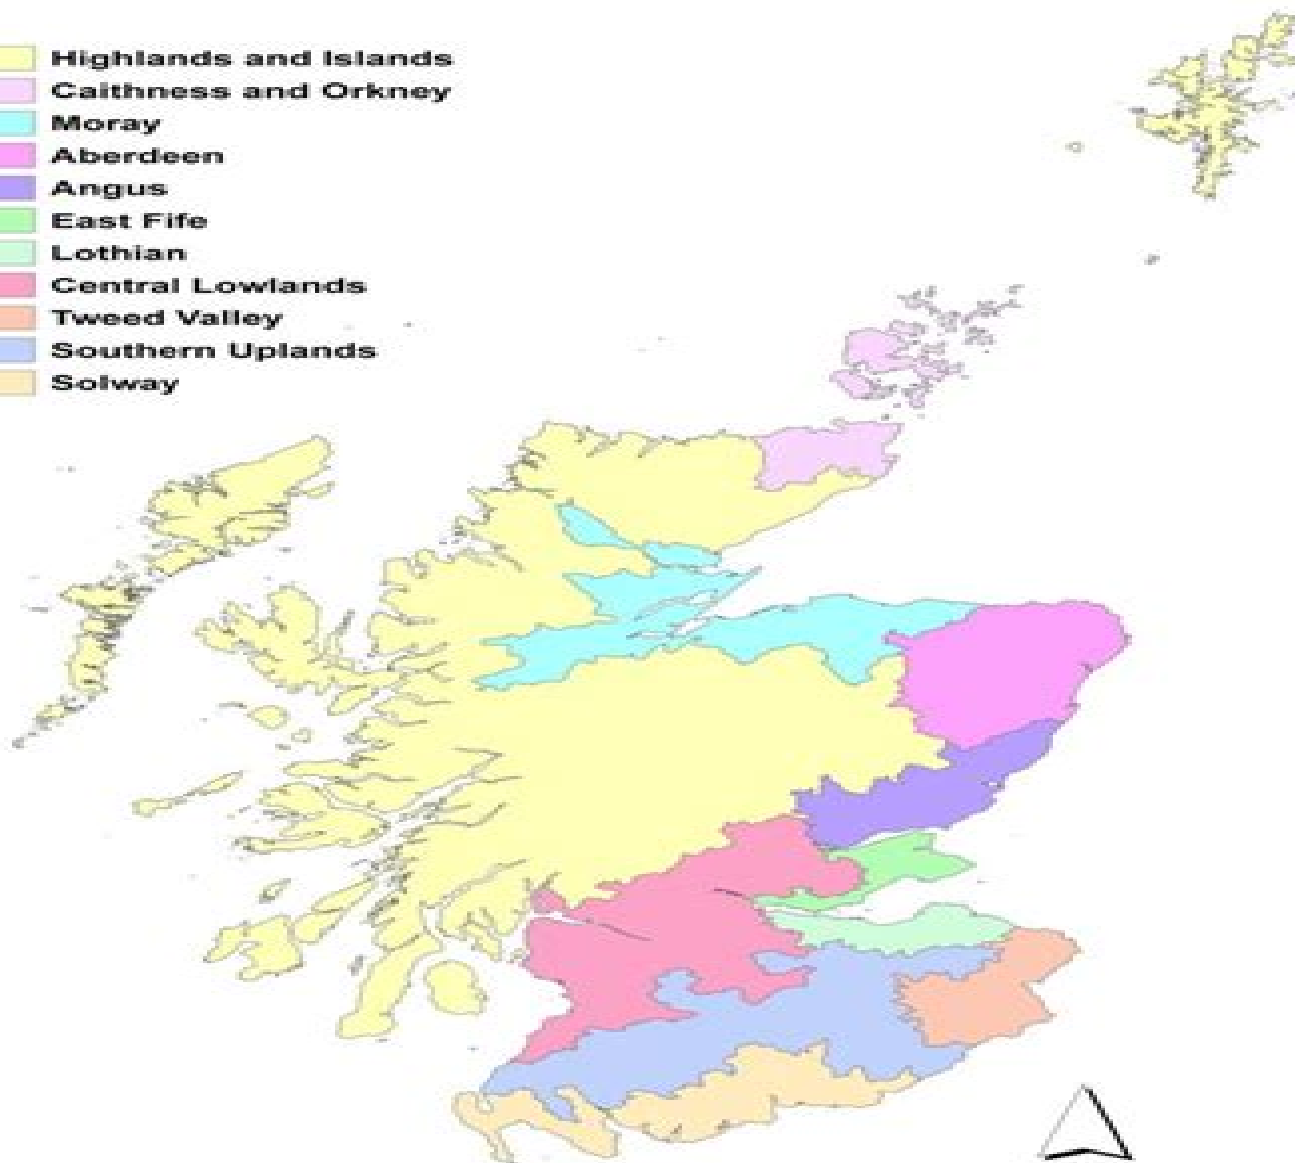 Highlands and Islands
Caithness and Orkney
Moray
Aberdeen
Angus
East Fife
Lothian
Central Lowlands
Tweed Valley
Southern Uplands
Solway